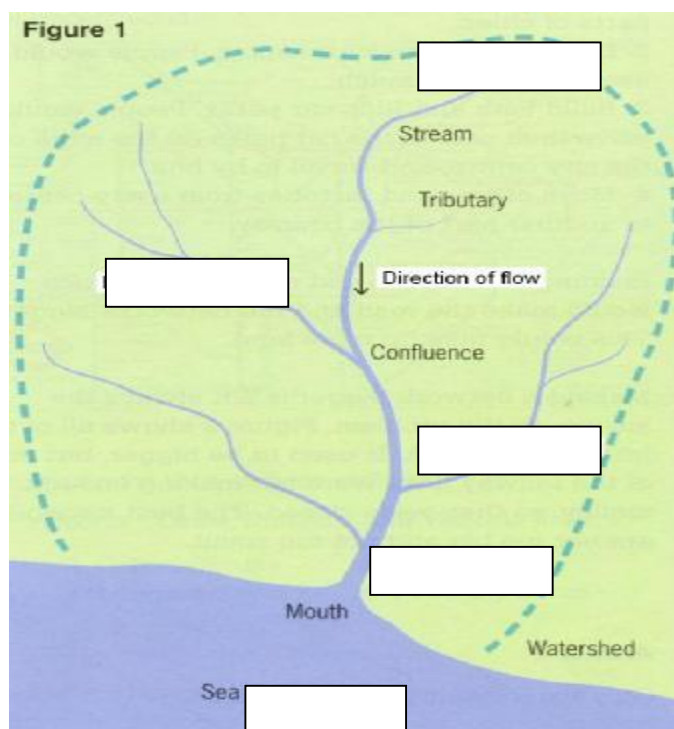 Figure 1
Stream
Tributary
Direction of flow
Confluence
Mouth
Watershed
Sea